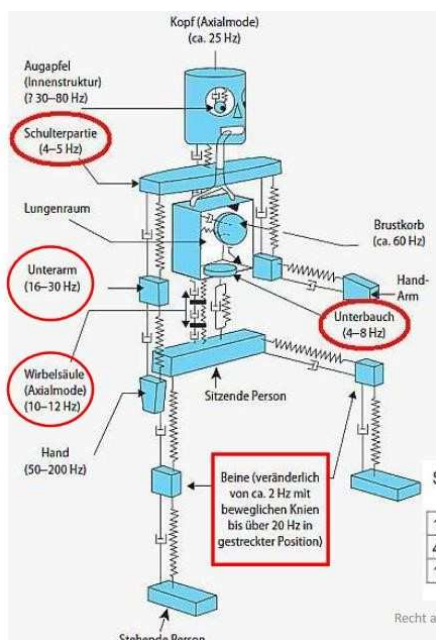 Kopf (Axialmode)
(ca. 25 Hz)
Augapfel
(Innenstruktur)
(? 30–80 Hz)
Schulterpartie
(4–5 Hz)
Lungenraum
Brustkorb
(ca. 60 Hz)
Unterarm
(16–30 Hz)
Hand-
Arm
Unterbauch
(4–8 Hz)
Wirbelsäule
(Axialmode)
(10–12 Hz)
Sitzende Person
Hand
(50–200 Hz)
Beine (veränderlich
von ca. 2 Hz mit
beweglichen Knien
bis über 20 Hz in
gestreckter Position)
Recht a
Stehende Person